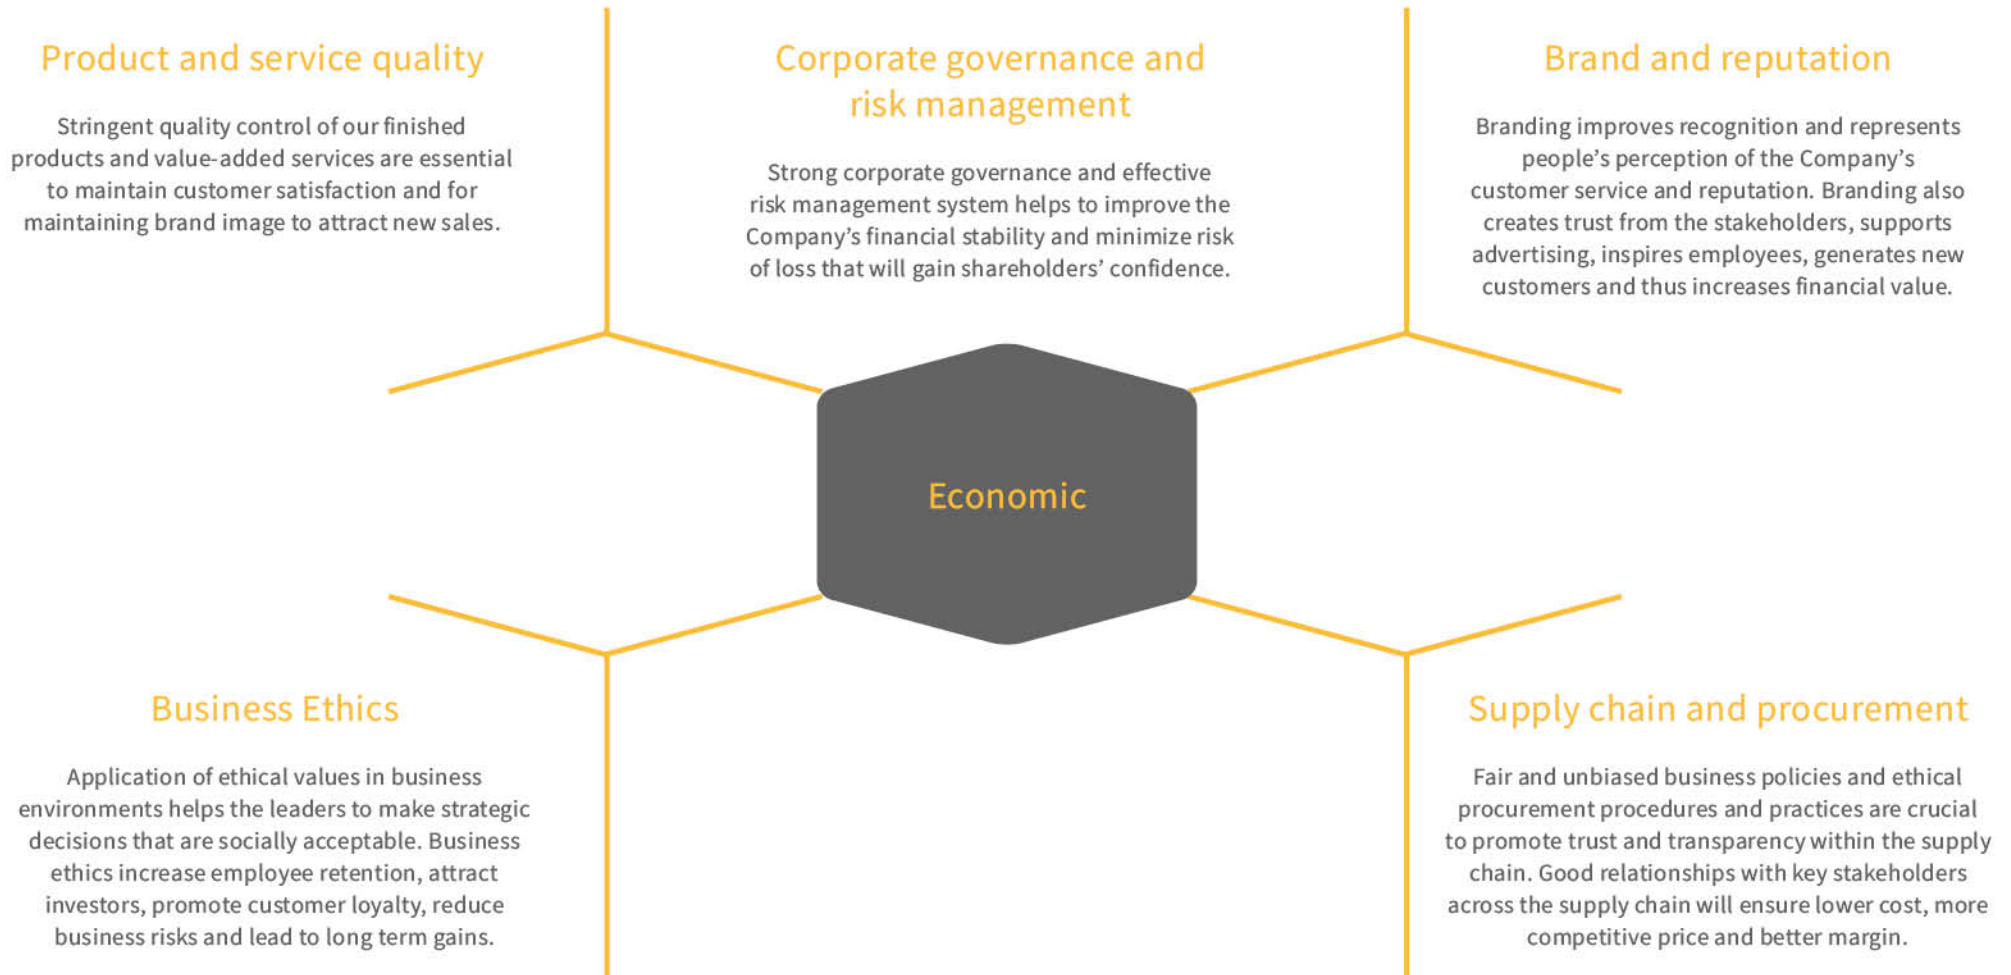 Product and service quality
Stringent quality control of our finished
products and value-added services are essential
to maintain customer satisfaction and for
maintaining brand image to attract new sales.
Corporate governance and
risk management
Strong corporate governance and effective
risk management system helps to improve the
Company's financial stability and minimize risk
of loss that will gain shareholders' confidence.
Brand and reputation
Branding improves recognition and represents
people's perception of the Company's
customer service and reputation. Branding also
creates trust from the stakeholders, supports
advertising, inspires employees, generates new
customers and thus increases financial value.
Economic
Business Ethics
Application of ethical values in business
environments helps the leaders to make strategic
decisions that are socially acceptable. Business
ethics increase employee retention, attract
investors, promote customer loyalty, reduce
business risks and lead to long term gains.
Supply chain and procurement
Fair and unbiased business policies and ethical
procurement procedures and practices are crucial
to promote trust and transparency within the supply
chain. Good relationships with key stakeholders
across the supply chain will ensure lower cost, more
competitive price and better margin.